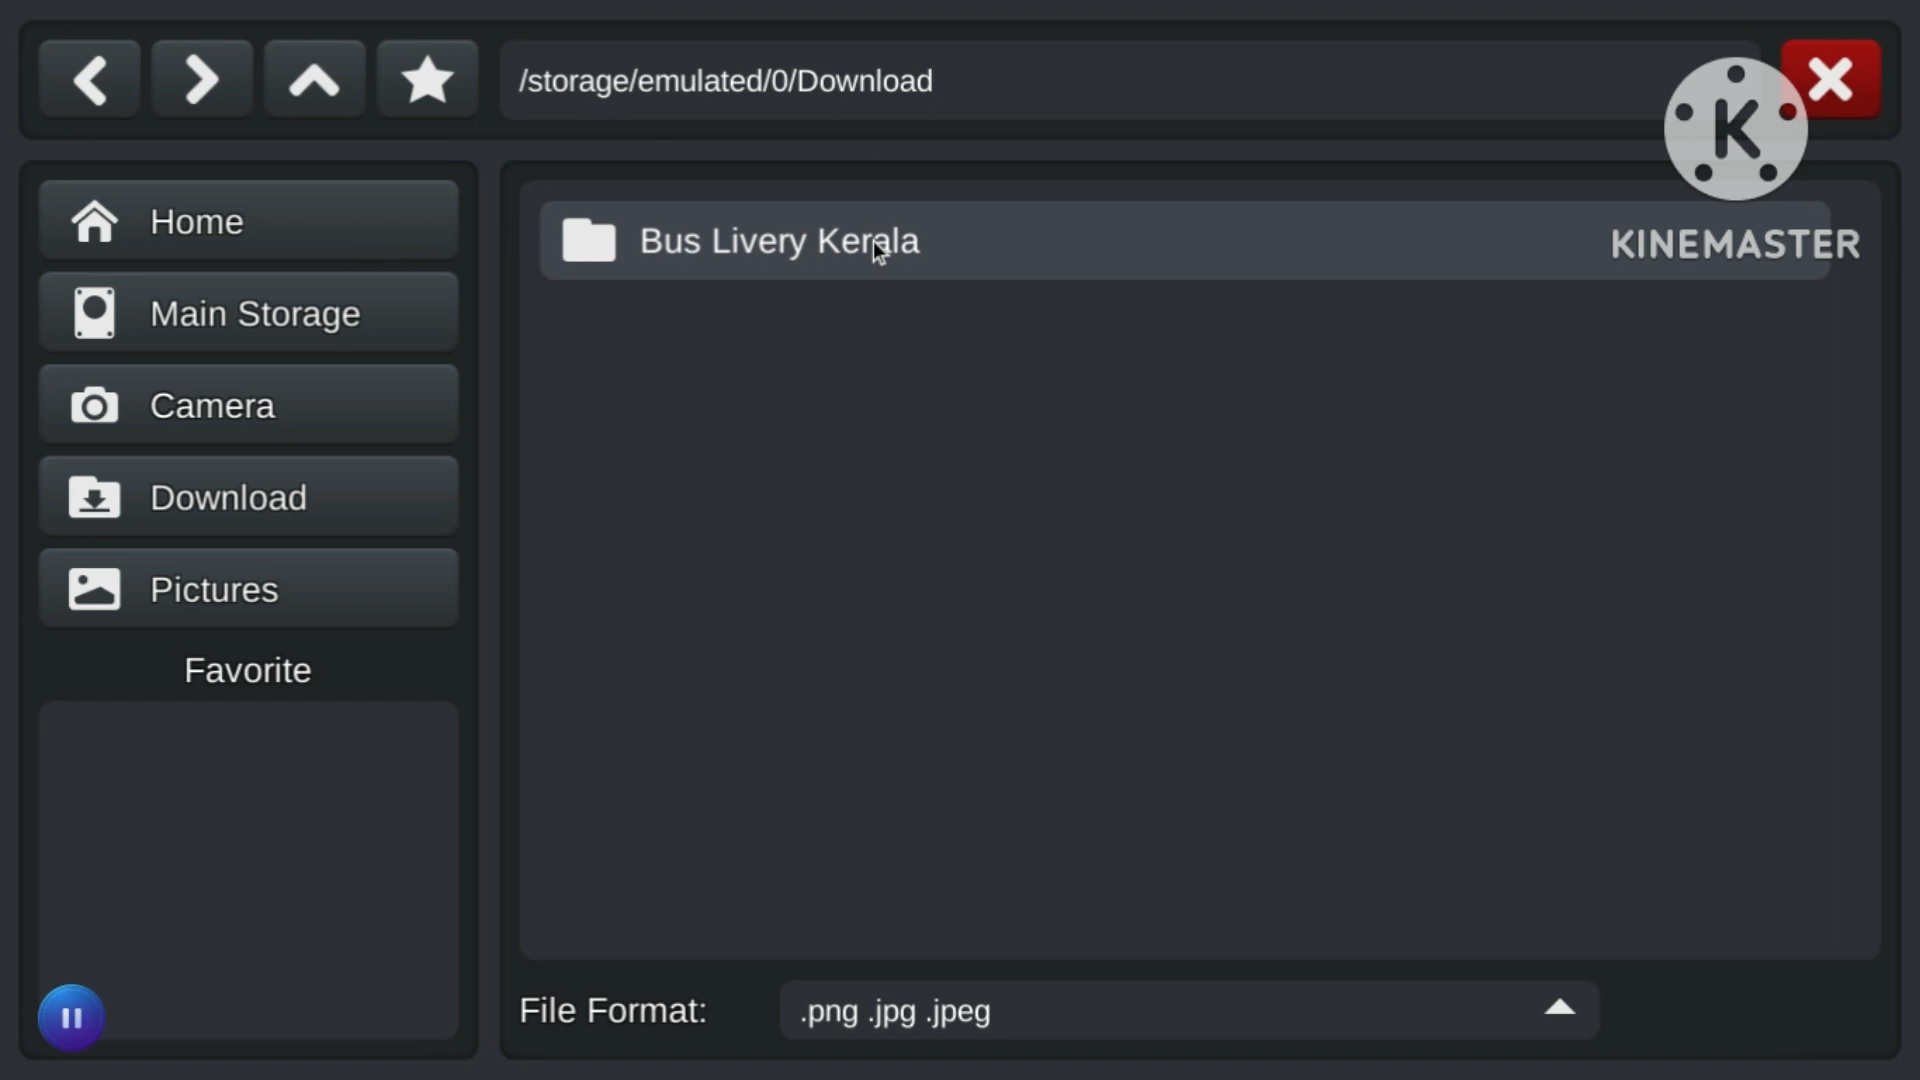 /storage/emulated/0/Download
K
KINEMASTER
Home
Main Storage
Camera
Download
Pictures
Favorite
Bus Livery Kerala
File Format:
.png .jpg .jpeg